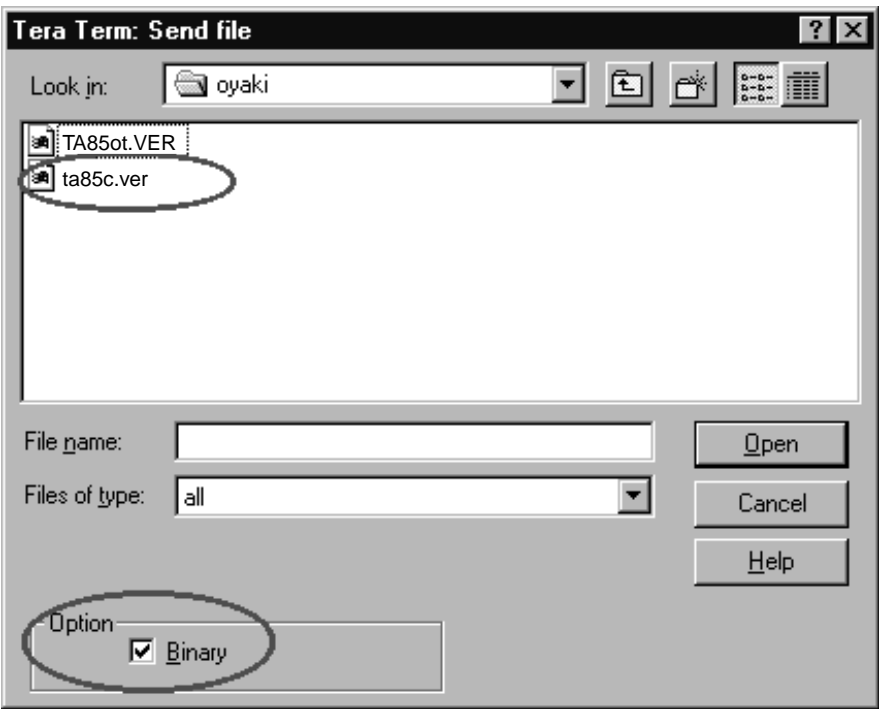 Tera Term: Send file
Look in: oyaki
TA85ot.VER
ta85c.ver
File name:
Open
Files of type: all
Cancel
Help
Option
Binary